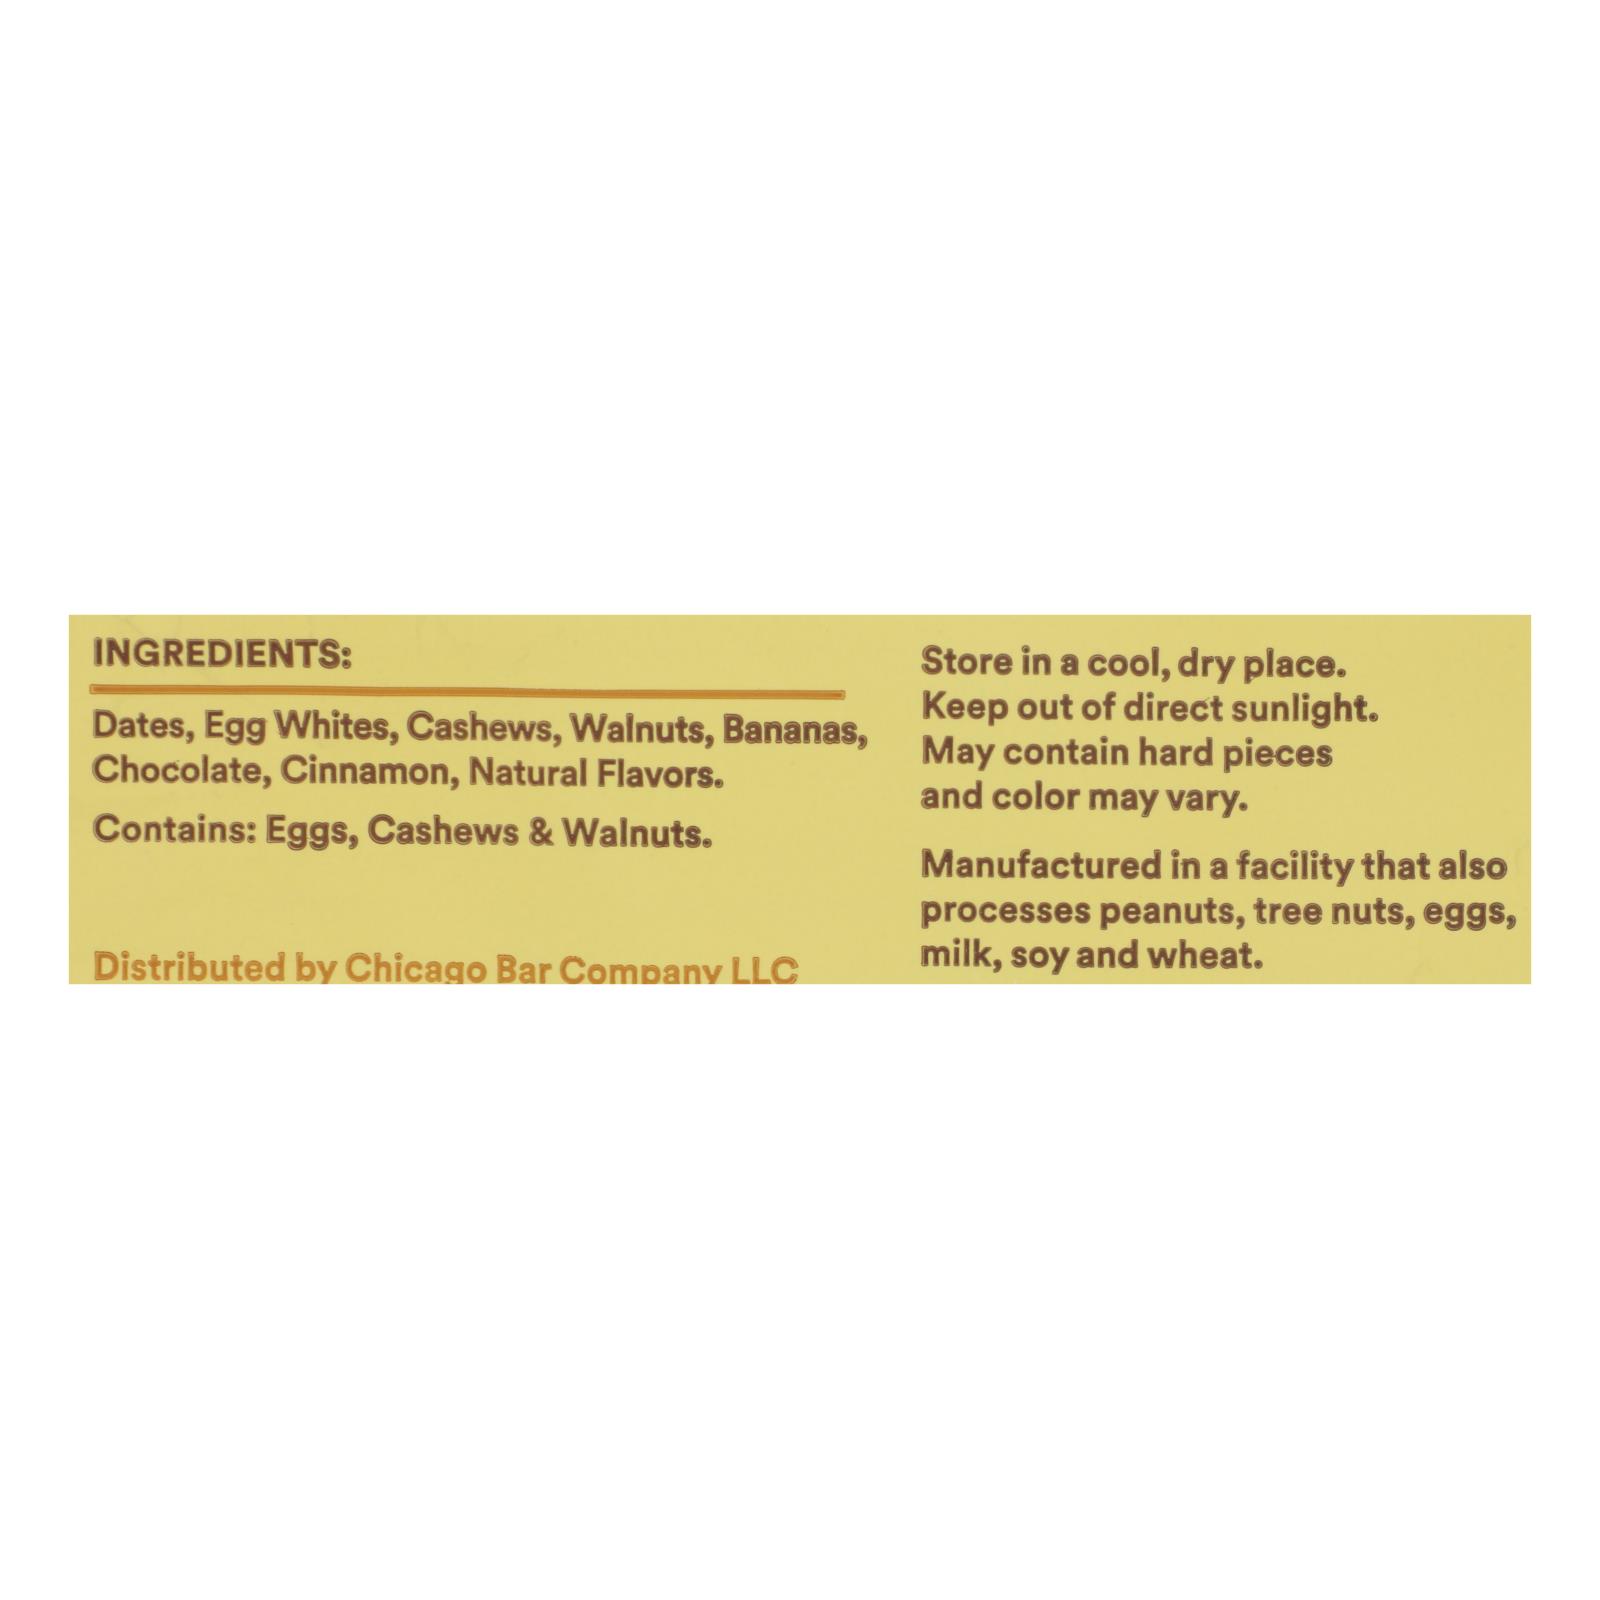 INGREDIENTS:
Dates, Egg Whites, Cashews, Walnuts, Bananas,
Chocolate, Cinnamon, Natural Flavors.
Contains: Eggs, Cashews & Walnuts.
Distributed by Chicago Bar Company LLC
Store in a cool, dry place.
Keep out of direct sunlight.
May contain hard pieces
and color may vary.
Manufactured in a facility that also
processes peanuts, tree nuts, eggs,
milk, soy and wheat.